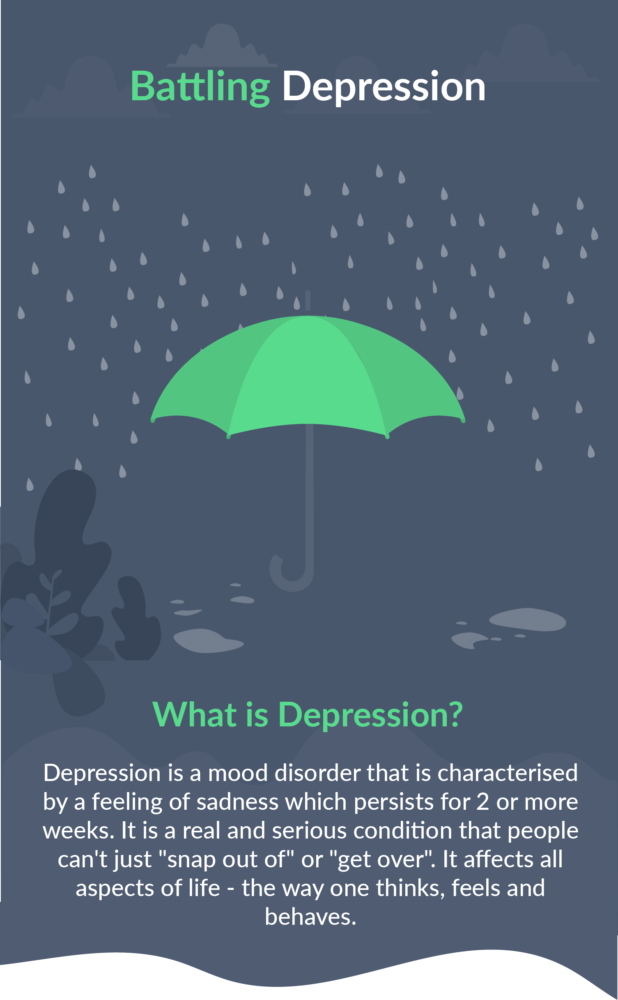 Battling Depression
What is Depression?
Depression is a mood disorder that is characterised
by a feeling of sadness which persists for 2 or more
weeks. It is a real and serious condition that people
can't just "snap out of" or "get over". It affects all
aspects of life - the way one thinks, feels and
behaves.